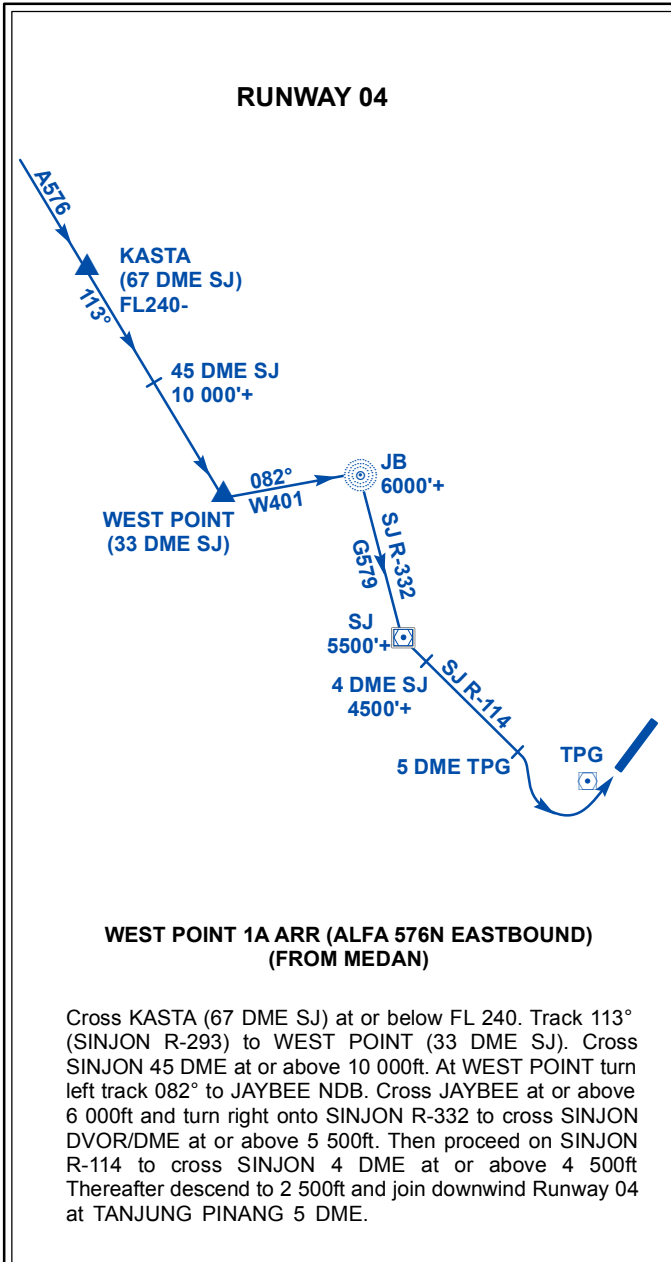 RUNWAY 04
A576
KASTA
(67 DME SJ)
FL240-
113°
45 DME SJ
10 000'+
082°
W401
JB
6000'+
WEST POINT
(33 DME SJ)
SJ R-332
G579
SJ
5500'+
4 DME SJ
4500'+
SJ R-114
5 DME TPG
TPG
WEST POINT 1A ARR (ALFA 576N EASTBOUND)
(FROM MEDAN)
Cross KASTA (67 DME SJ) at or below FL 240. Track 113°
(SINJON R-293) to WEST POINT (33 DME SJ). Cross
SINJON 45 DME at or above 10 000ft. At WEST POINT turn
left track 082° to JAYBEE NDB. Cross JAYBEE at or above
6 000ft and turn right onto SINJON R-332 to cross SINJON
DVOR/DME at or above 5 500ft. Then proceed on SINJON
R-114 to cross SINJON 4 DME at or above 4 500ft
Thereafter descend to 2 500ft and join downwind Runway 04
at TANJUNG PINANG 5 DME.